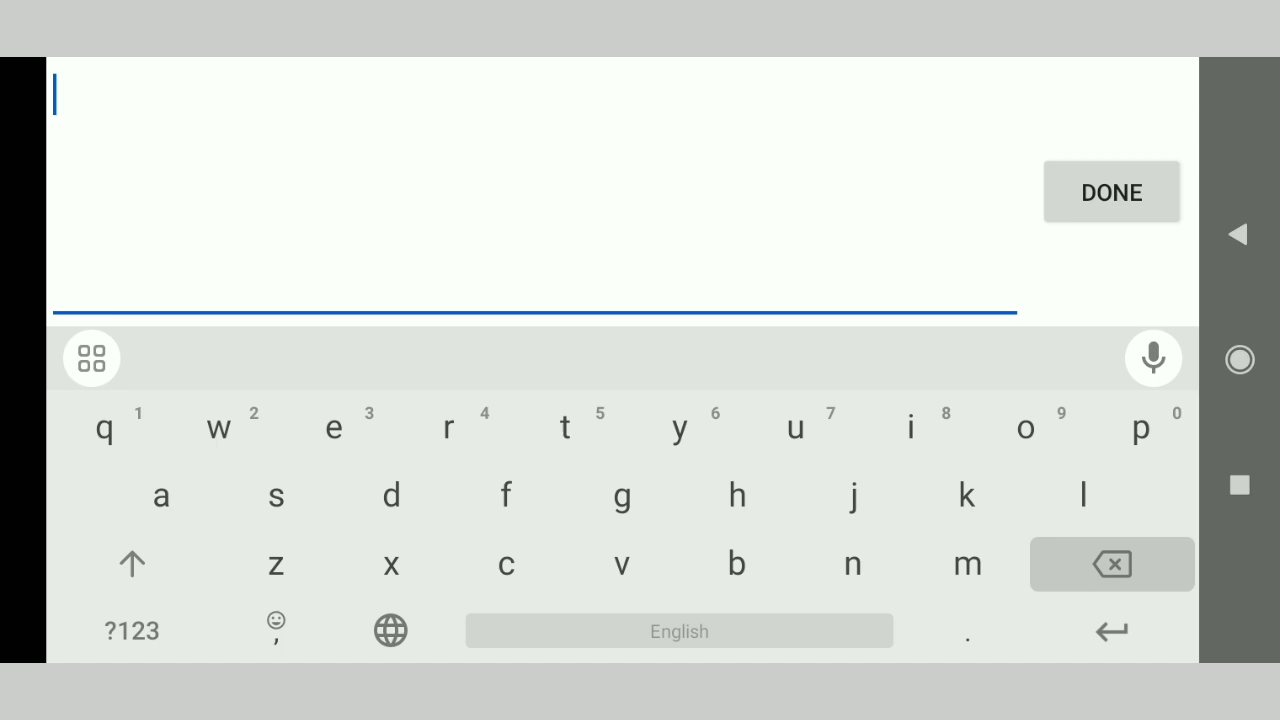 DONE
q 1 w 2 e 3 r 4 t 5 y 6 u 7 i 8 o 9 p 0
a s d f g h j k l
z x c v b n m
?123 , English .